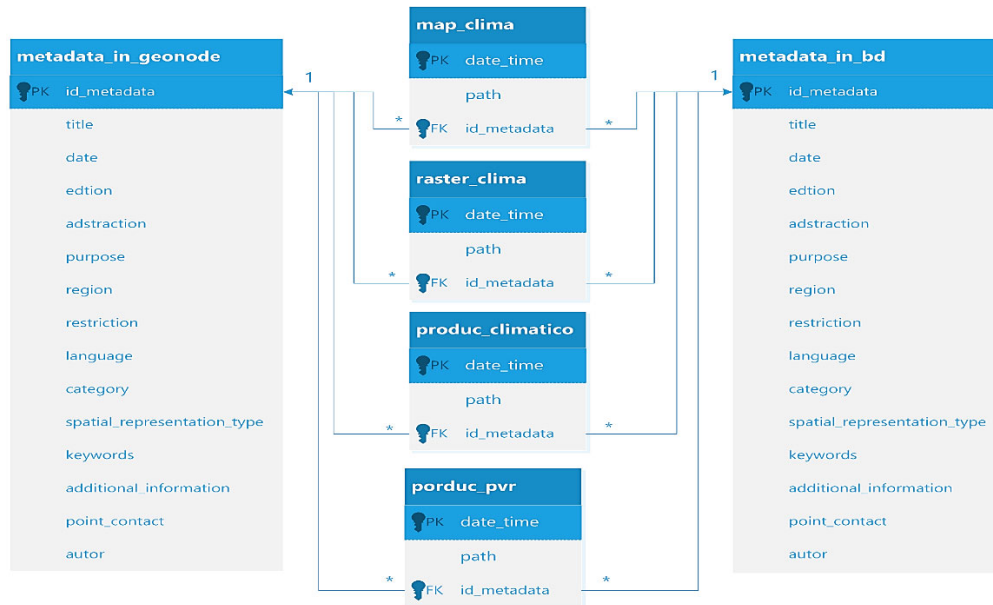 metadata_in_geonode
PK id_metadata
title
date
edtion
adstraction
purpose
region
restriction
language
category
spatial_representation_type
keywords
additional_information
point_contact
autor
1
map_clima
PK date_time
path
* FK id_metadata *
raster_clima
PK date_time
path
* FK id_metadata *
produc_climatico
PK date_time
path
* FK id_metadata *
porduc_pvr
PK date_time
path
* FK id_metadata *
1
metadata_in_bd
PK id_metadata
title
date
edtion
adstraction
purpose
region
restriction
language
category
spatial_representation_type
keywords
additional_information
point_contact
autor